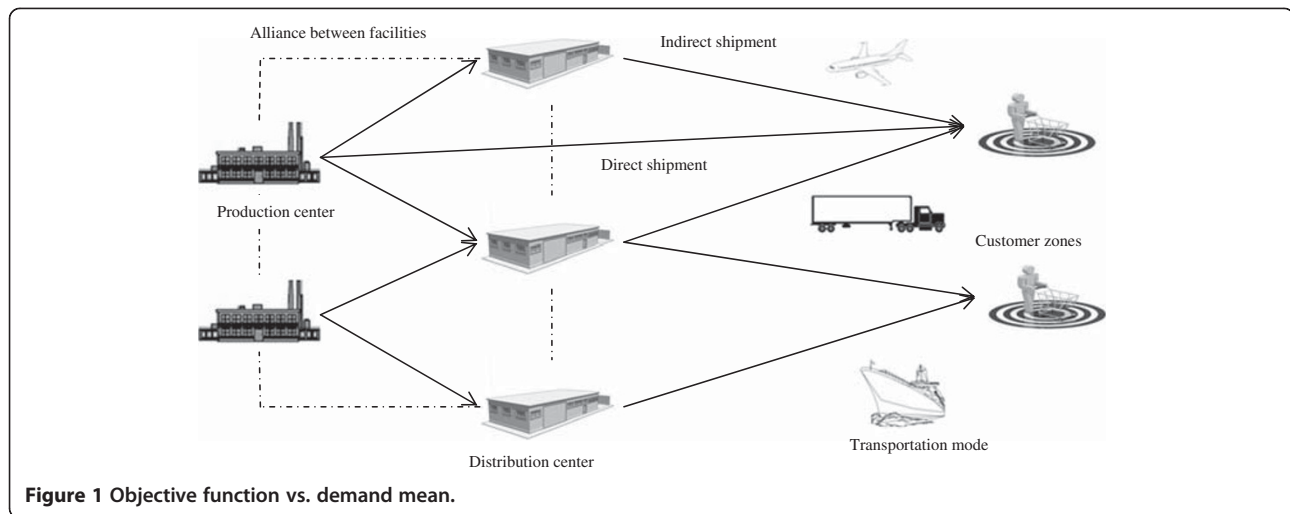 Alliance between facilities
Indirect shipment
Direct shipment
Production center
Customer zones
Transportation mode
Distribution center
Figure 1 Objective function vs. demand mean.